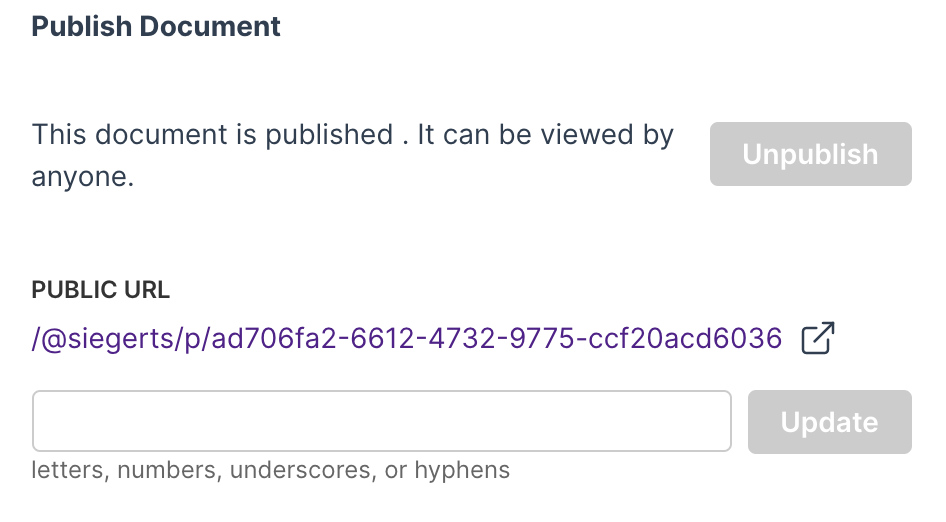 Publish Document
This document is published . It can be viewed by
anyone.
Unpublish
PUBLIC URL
/@siegerts/p/ad706fa2-6612-4732-9775-ccf20acd6036
Update
letters, numbers, underscores, or hyphens